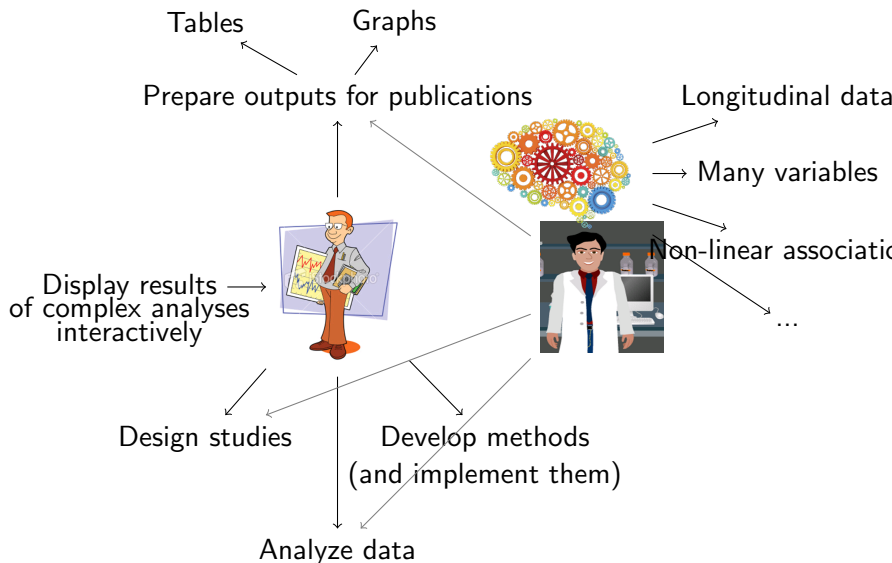 Tables
Graphs
Prepare outputs for publications
Longitudinal data
Many variables
Non-linear associatio
Display results
of complex analyses
interactively
...
Design studies
Develop methods
(and implement them)
Analyze data